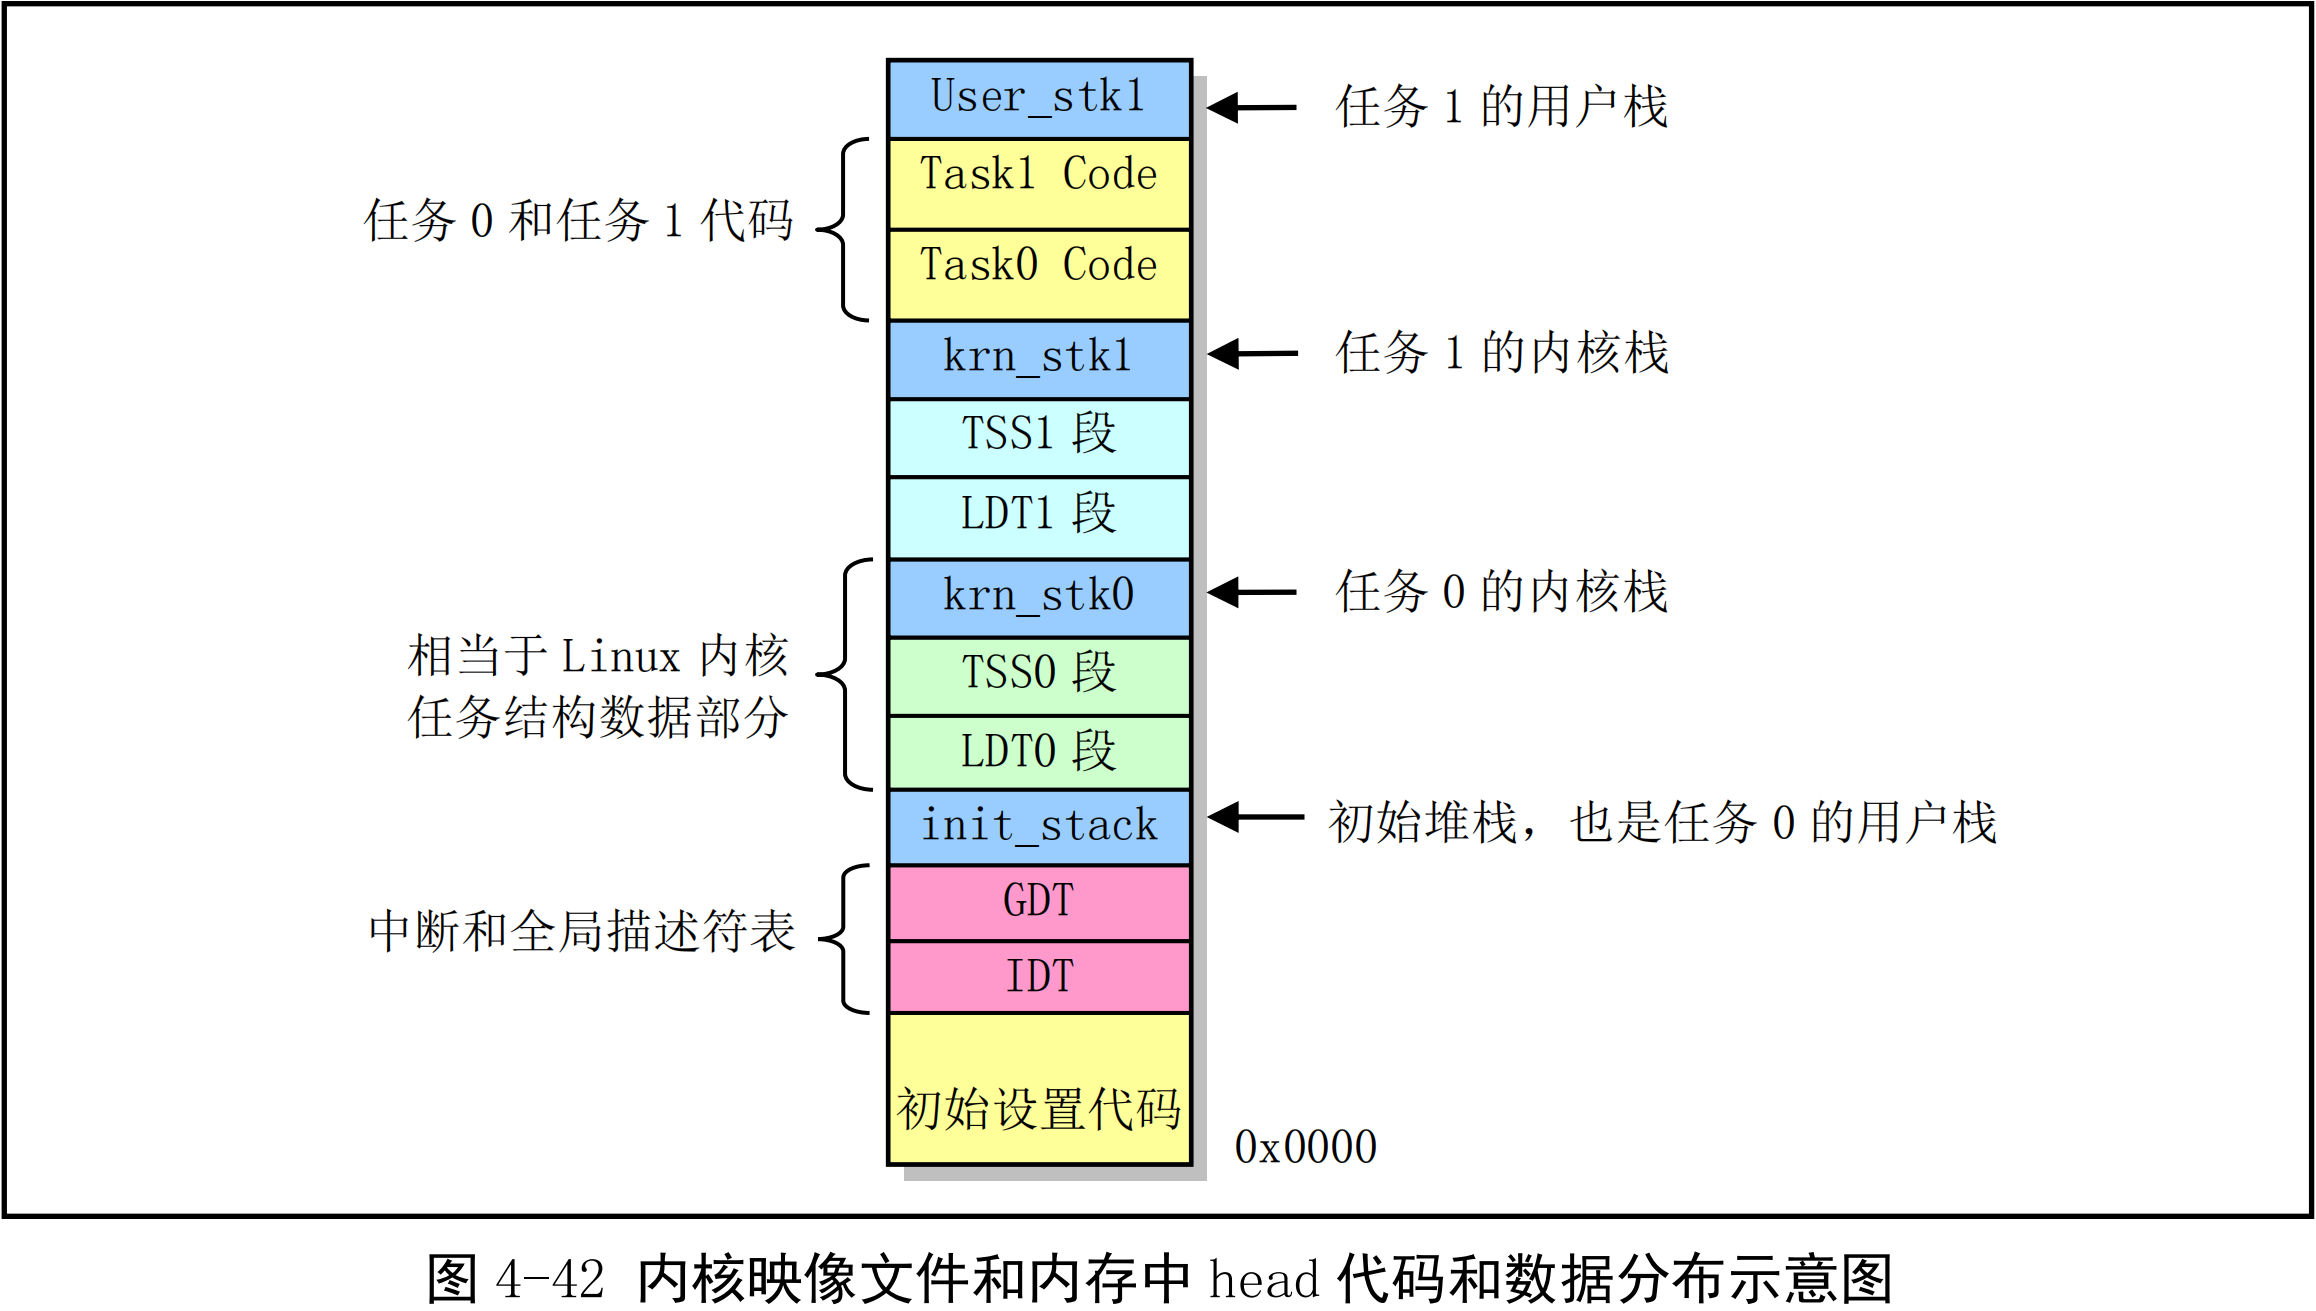 User_stk1
任务 1 的用户栈
Task1 Code
任务 0 和任务 1 代码
Task0 Code
krn_stk1
任务 1 的内核栈
TSS1 段
LDT1 段
krn_stk0
任务 0 的内核栈
相当于 Linux 内核
任务结构数据部分
TSS0 段
LDT0 段
init_stack
初始堆栈，也是任务 0 的用户栈
GDT
中断和全局描述符表
IDT
初始设置代码
0x0000
图 4-42 内核映像文件和内存中 head 代码和数据分布示意图